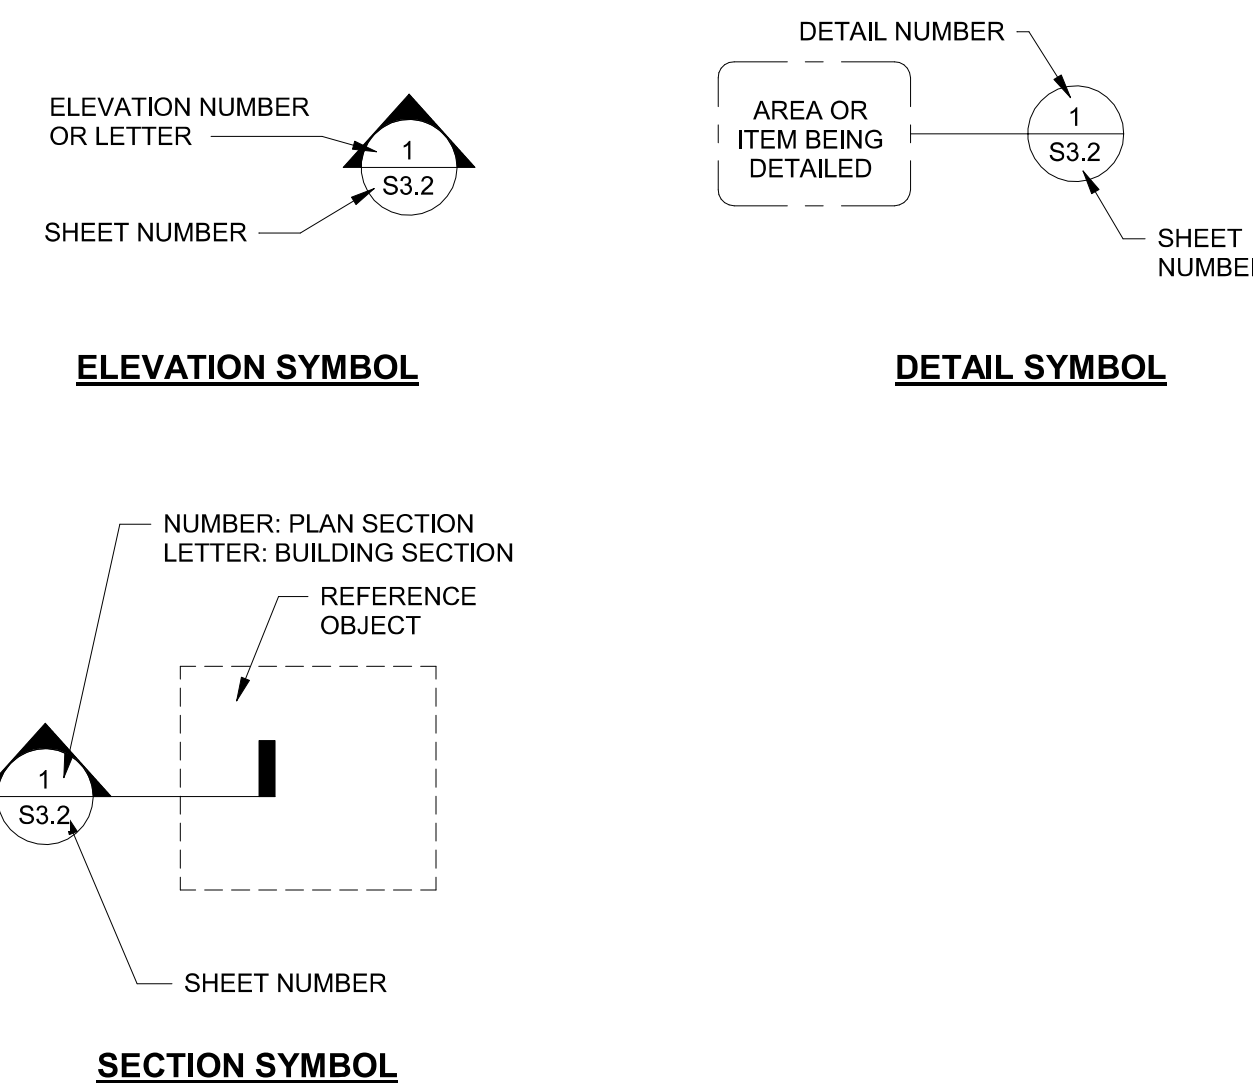 ELEVATION NUMBER
OR LETTER
1
S3.2
SHEET NUMBER
ELEVATION SYMBOL
DETAIL NUMBER
AREA OR
ITEM BEING
DETAILED
1
S3.2
SHEET
NUMBER
DETAIL SYMBOL
NUMBER: PLAN SECTION
LETTER: BUILDING SECTION
REFERENCE
OBJECT
1
S3.2
SHEET NUMBER
SECTION SYMBOL